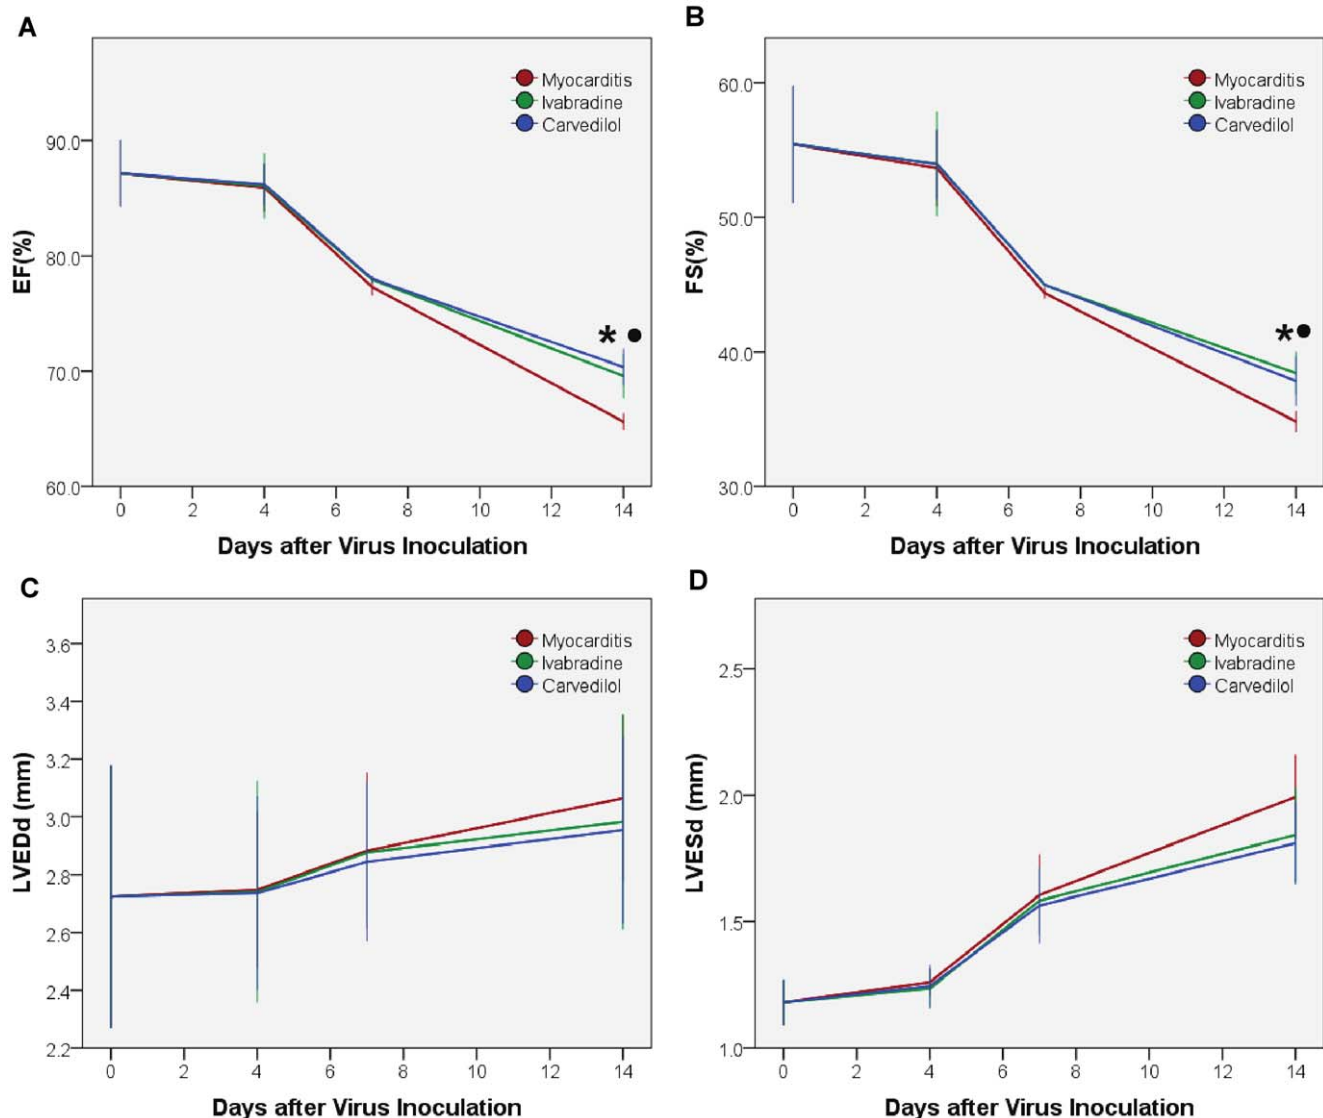 A
Myocarditis
Ivabradine
Carvedilol
90.0
80.0
70.0
60.0
EF(%)
0 2 4 6 8 10 12 14
Days after Virus Inoculation
B
Myocarditis
Ivabradine
Carvedilol
60.0
50.0
40.0
30.0
FS(%)
* •
* •
0 2 4 6 8 10 12 14
Days after Virus Inoculation
C
Myocarditis
Ivabradine
Carvedilol
3.6
3.4
3.2
3.0
2.8
2.6
2.4
2.2
LVEDd (mm)
0 2 4 6 8 10 12 14
Days after Virus Inoculation
D
Myocarditis
Ivabradine
Carvedilol
2.5
2.0
1.5
1.0
LVESd (mm)
0 2 4 6 8 10 12 14
Days after Virus Inoculation